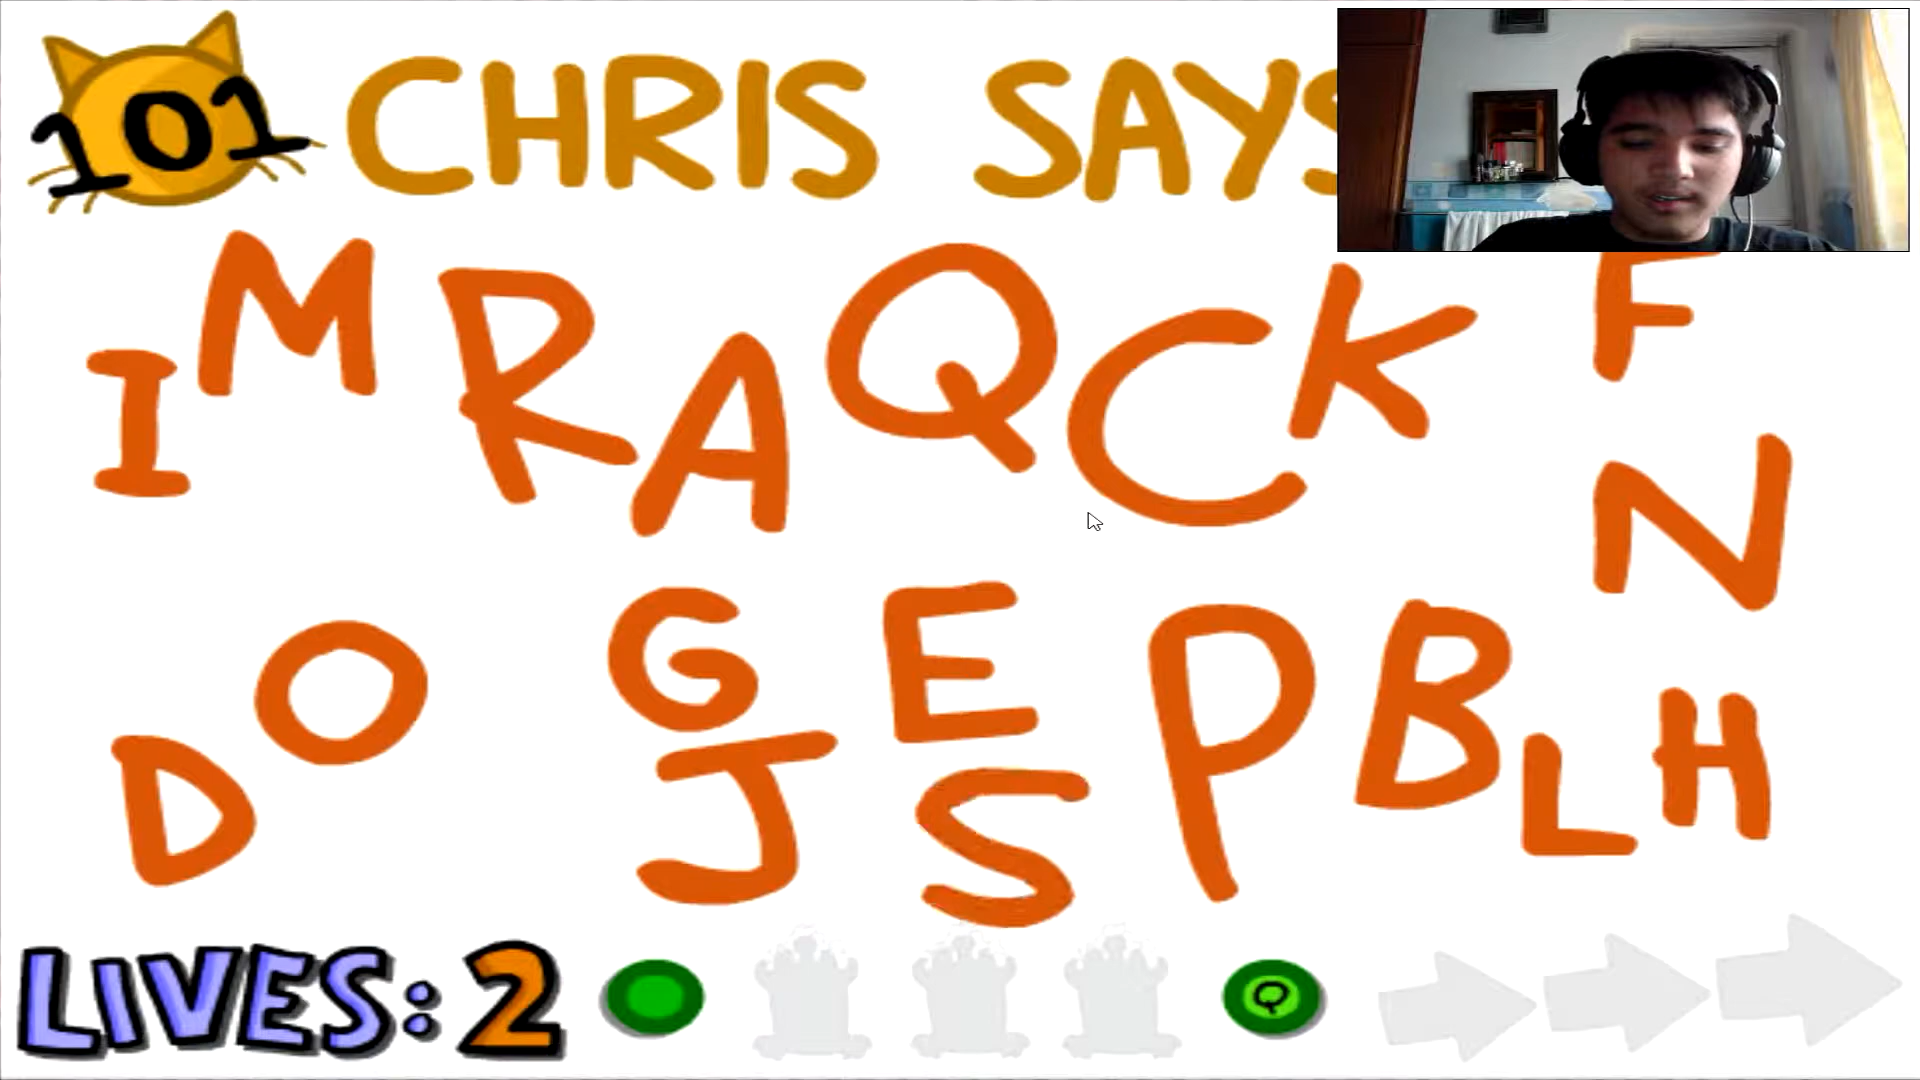 101 CHRIS SAYS
I M R A Q C K F
N
D O G E P B L H
J S
LIVES: 2 Q